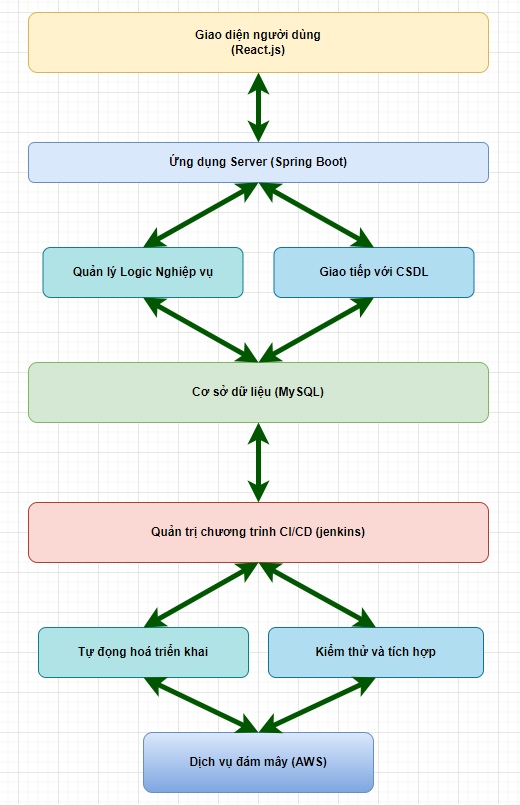 Giao diện người dùng
(React.js)
Ứng dụng Server (Spring Boot)
Quản lý Logic Nghiệp vụ
Giao tiếp với CSDL
Cơ sở dữ liệu (MySQL)
Quản trị chương trình CI/CD (jenkins)
Tự đọng hoá triển khai
Kiểm thử và tích hợp
Dịch vụ đám mây (AWS)